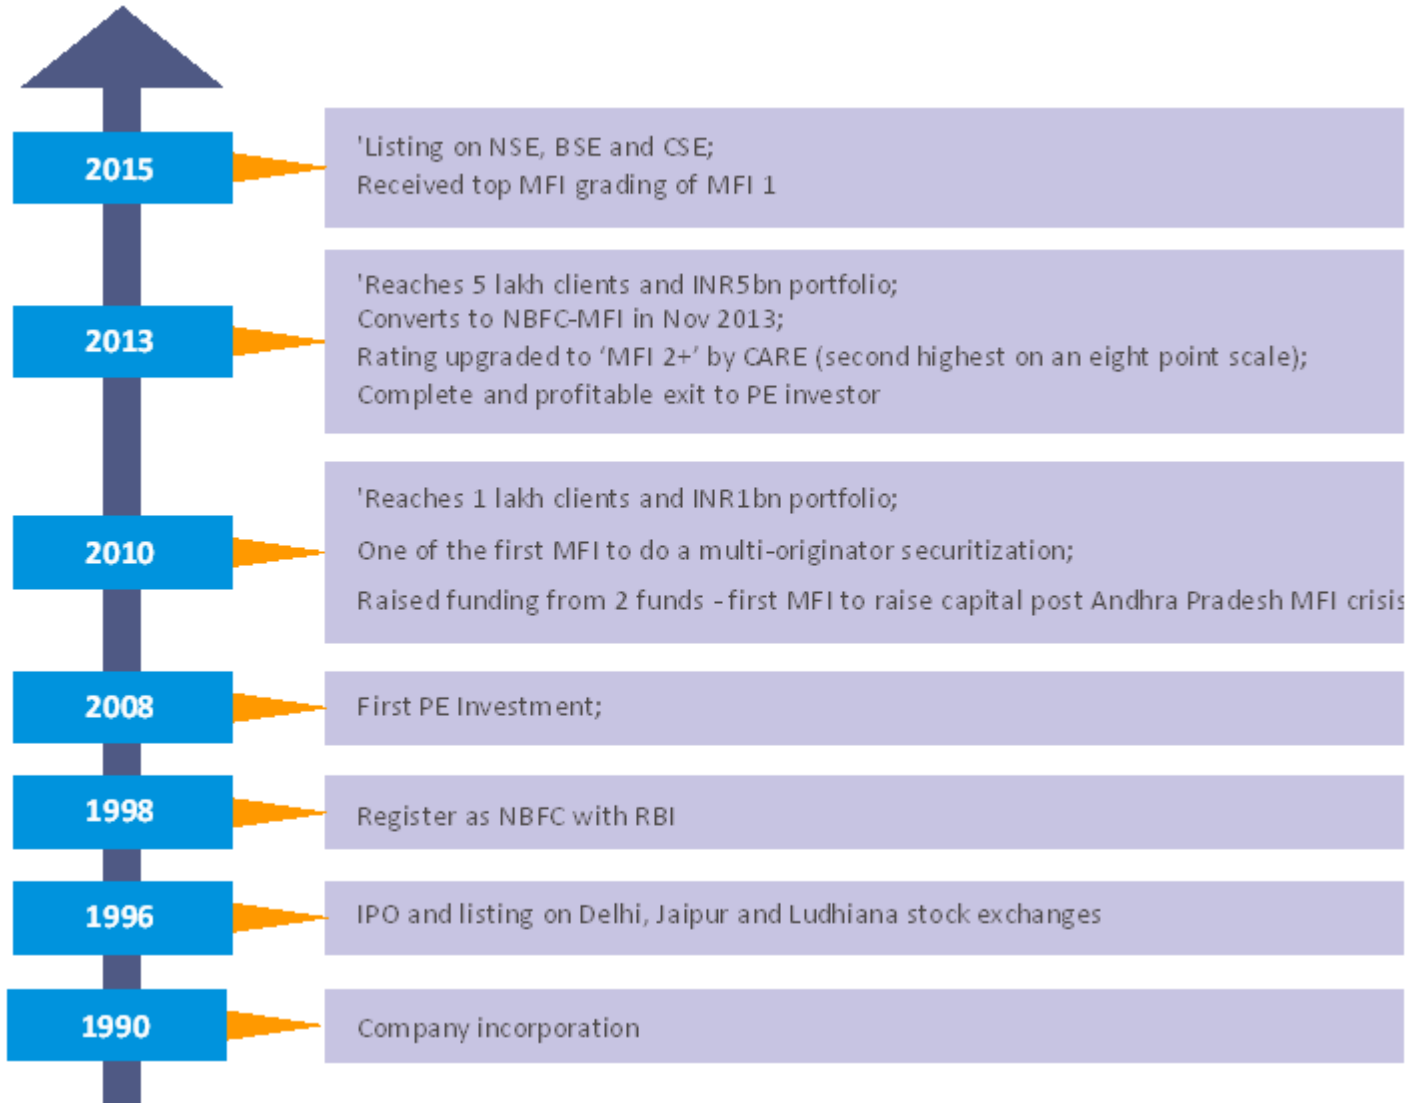 2015
'Listing on NSE, BSE and CSE;
Received top MFI grading of MFI 1
2013
'Reaches 5 lakh clients and INR5bn portfolio;
Converts to NBFC-MFI in Nov 2013;
Rating upgraded to ‘MFI 2+’ by CARE (second highest on an eight point scale);
Complete and profitable exit to PE investor
2010
'Reaches 1 lakh clients and INR1bn portfolio;
One of the first MFI to do a multi-originator securitization;
Raised funding from 2 funds - first MFI to raise capital post Andhra Pradesh MFI crisis
2008
First PE Investment;
1998
Register as NBFC with RBI
1996
IPO and listing on Delhi, Jaipur and Ludhiana stock exchanges
1990
Company incorporation